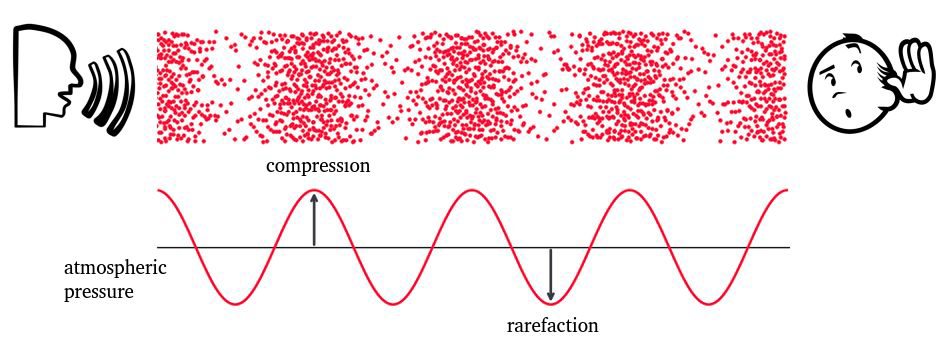 compression
atmospheric
pressure
rarefaction